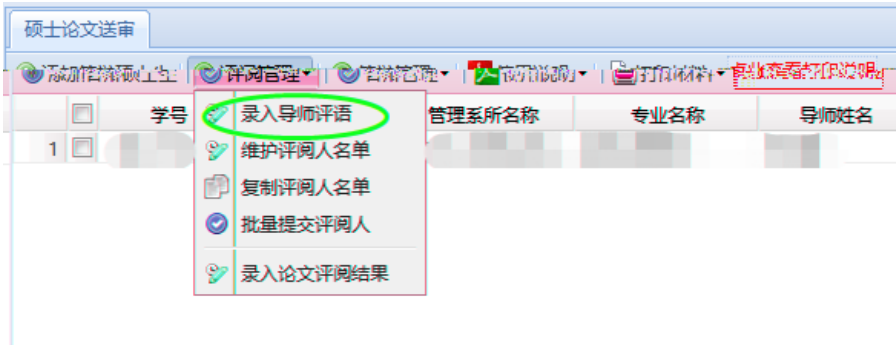 硕士论文送审
评阅管理
学号 管理系所名称 专业名称 导师姓名
1
录入导师评语
维护评阅人名单
复制评阅人名单
批量提交评阅人
录入论文评阅结果